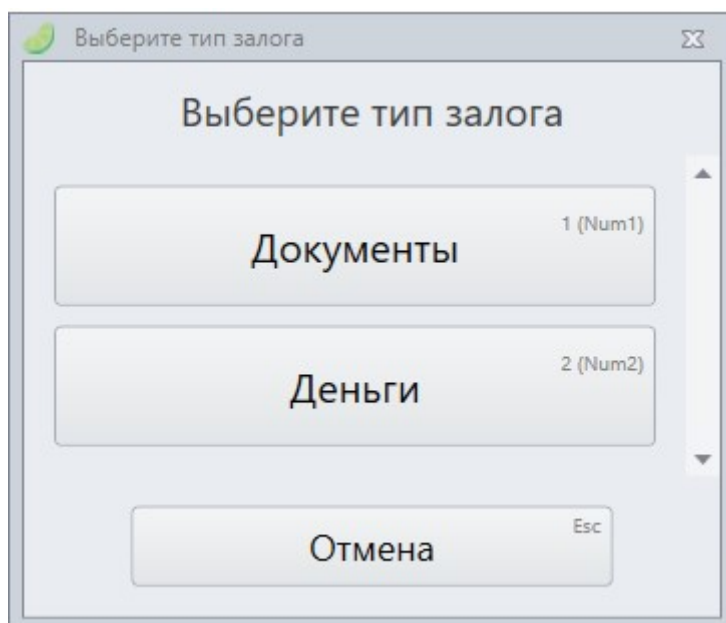 Выберите тип залога
Выберите тип залога
1 (Num1)
Документы
2 (Num2)
Деньги
Esc
Отмена